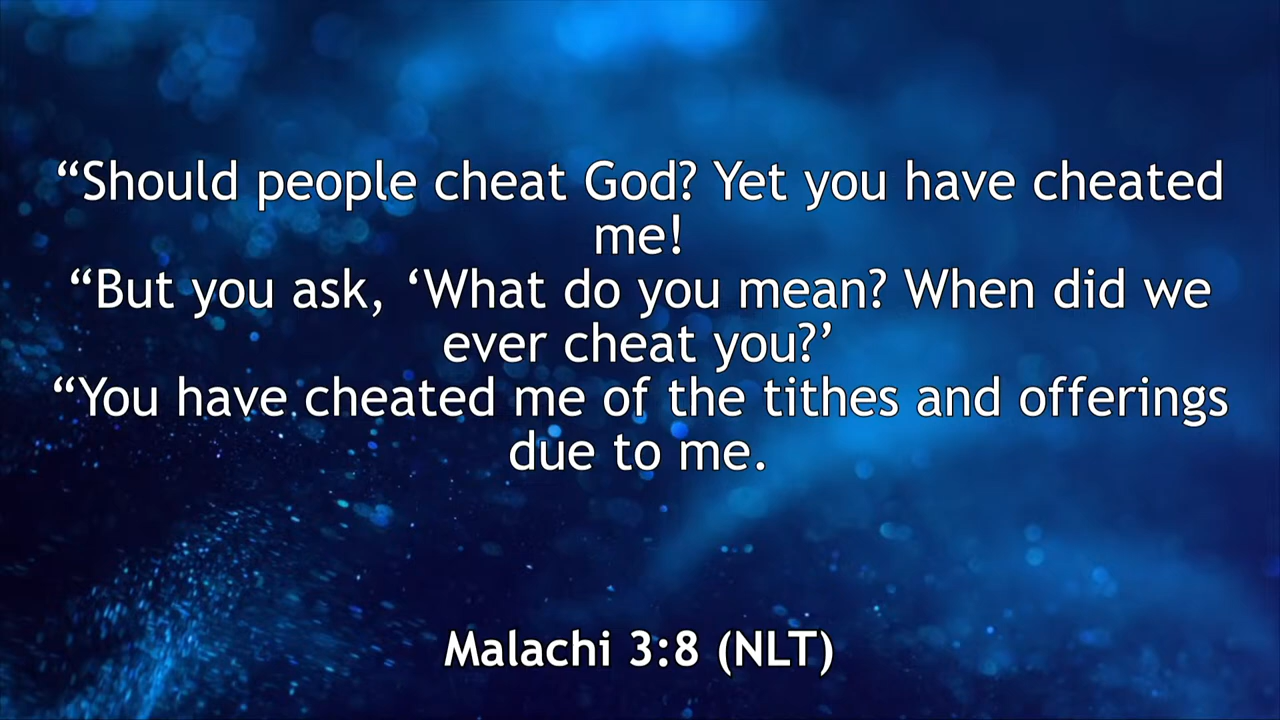 “Should people cheat God? Yet you have cheated
me!
“But you ask, ‘What do you mean? When did we
ever cheat you?’
“You have cheated me of the tithes and offerings
due to me.
Malachi 3:8 (NLT)